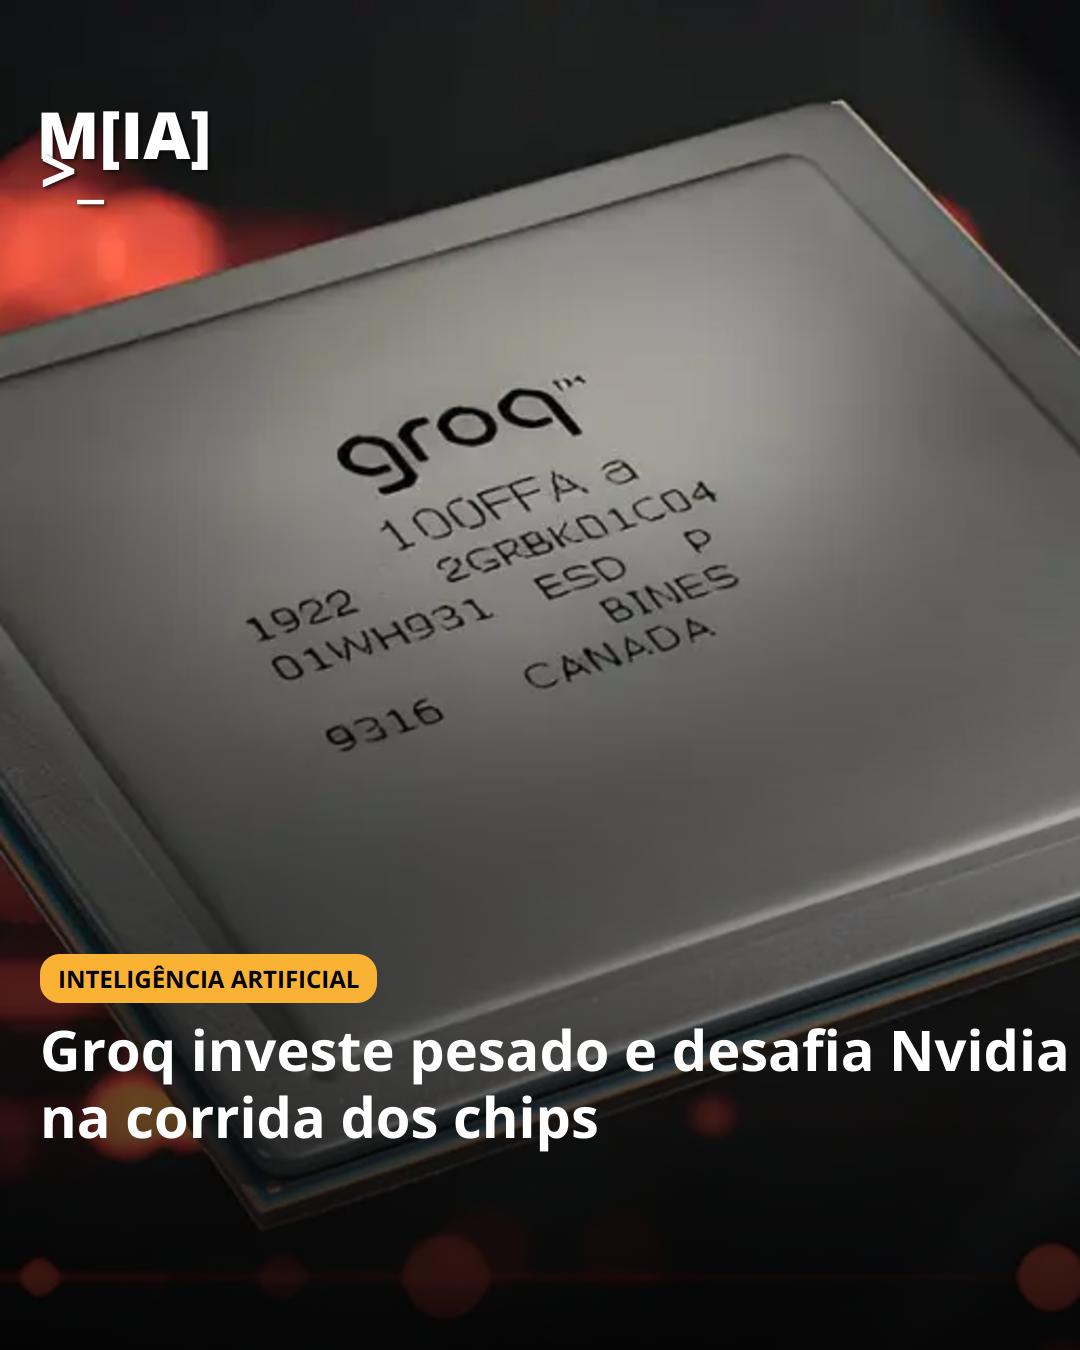 M[IA]
>_
groq™
100FFA a
1922 2GRBK01C04
01WH931 ESD P
BINES
9316 CANADA
INTELIGÊNCIA ARTIFICIAL
Groq investe pesado e desafia Nvidia
na corrida dos chips